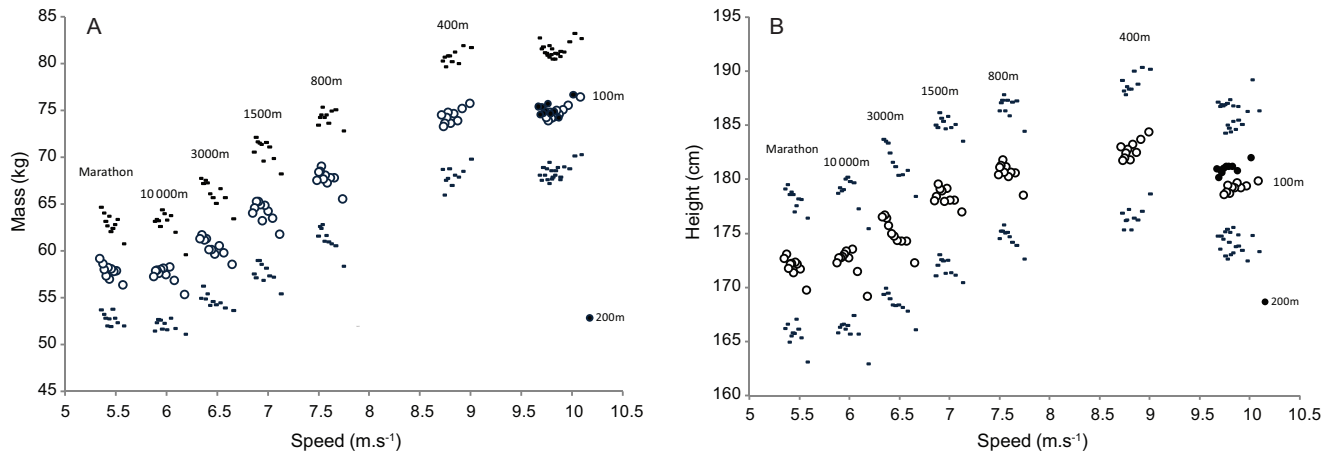 A
Mass (kg)
85
80
75
70
65
60
55
50
45
5
5.5
6
6.5
7
7.5
8
8.5
9
9.5
10
10.5
Speed (m.s⁻¹)
Marathon
10 000m
3000m
1500m
800m
400m
100m
200m
B
Height (cm)
195
190
185
180
175
170
165
160
5
5.5
6
6.5
7
7.5
8
8.5
9
9.5
10
10.5
Speed (m.s⁻¹)
Marathon
10 000m
3000m
1500m
800m
400m
100m
200m